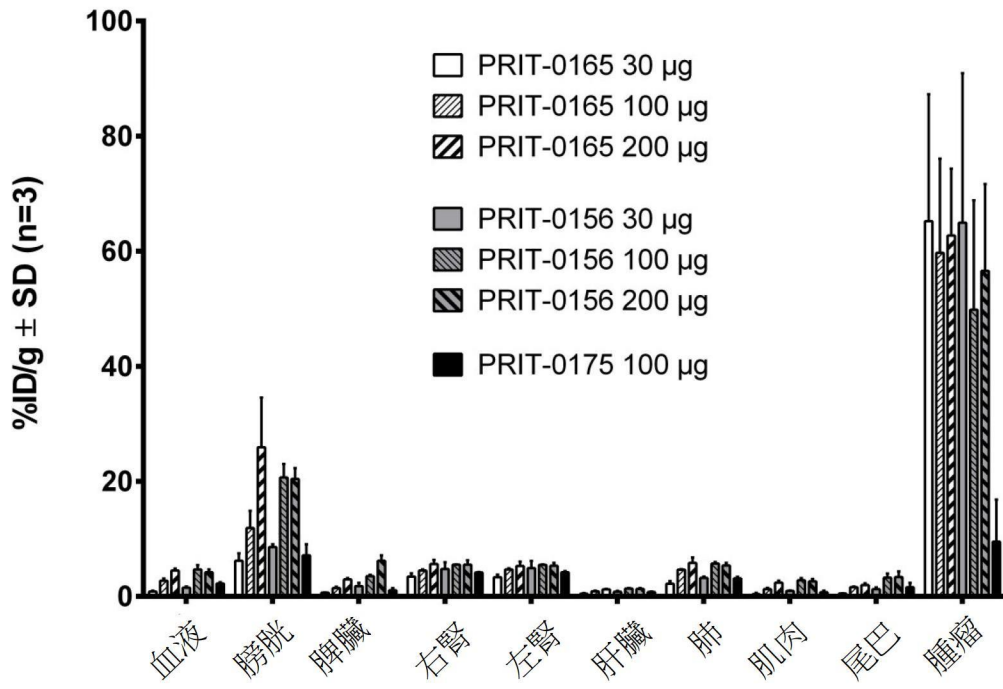 %ID/g ± SD (n=3)
100
80
60
40
20
0
PRIT-0165 30 µg
PRIT-0165 100 µg
PRIT-0165 200 µg
PRIT-0156 30 µg
PRIT-0156 100 µg
PRIT-0156 200 µg
PRIT-0175 100 µg
血液
膀胱
脾臟
右腎
左腎
肝臟
肺
肌肉
尾巴
腫瘤